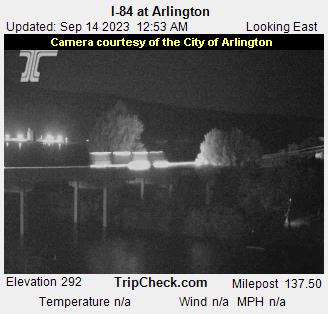 I-84 at Arlington
Updated: Sep 14 2023 12:53 AM Looking East
Camera courtesy of the City of Arlington
Elevation 292 TripCheck.com Milepost 137.50
Temperature n/a Wind n/a MPH n/a